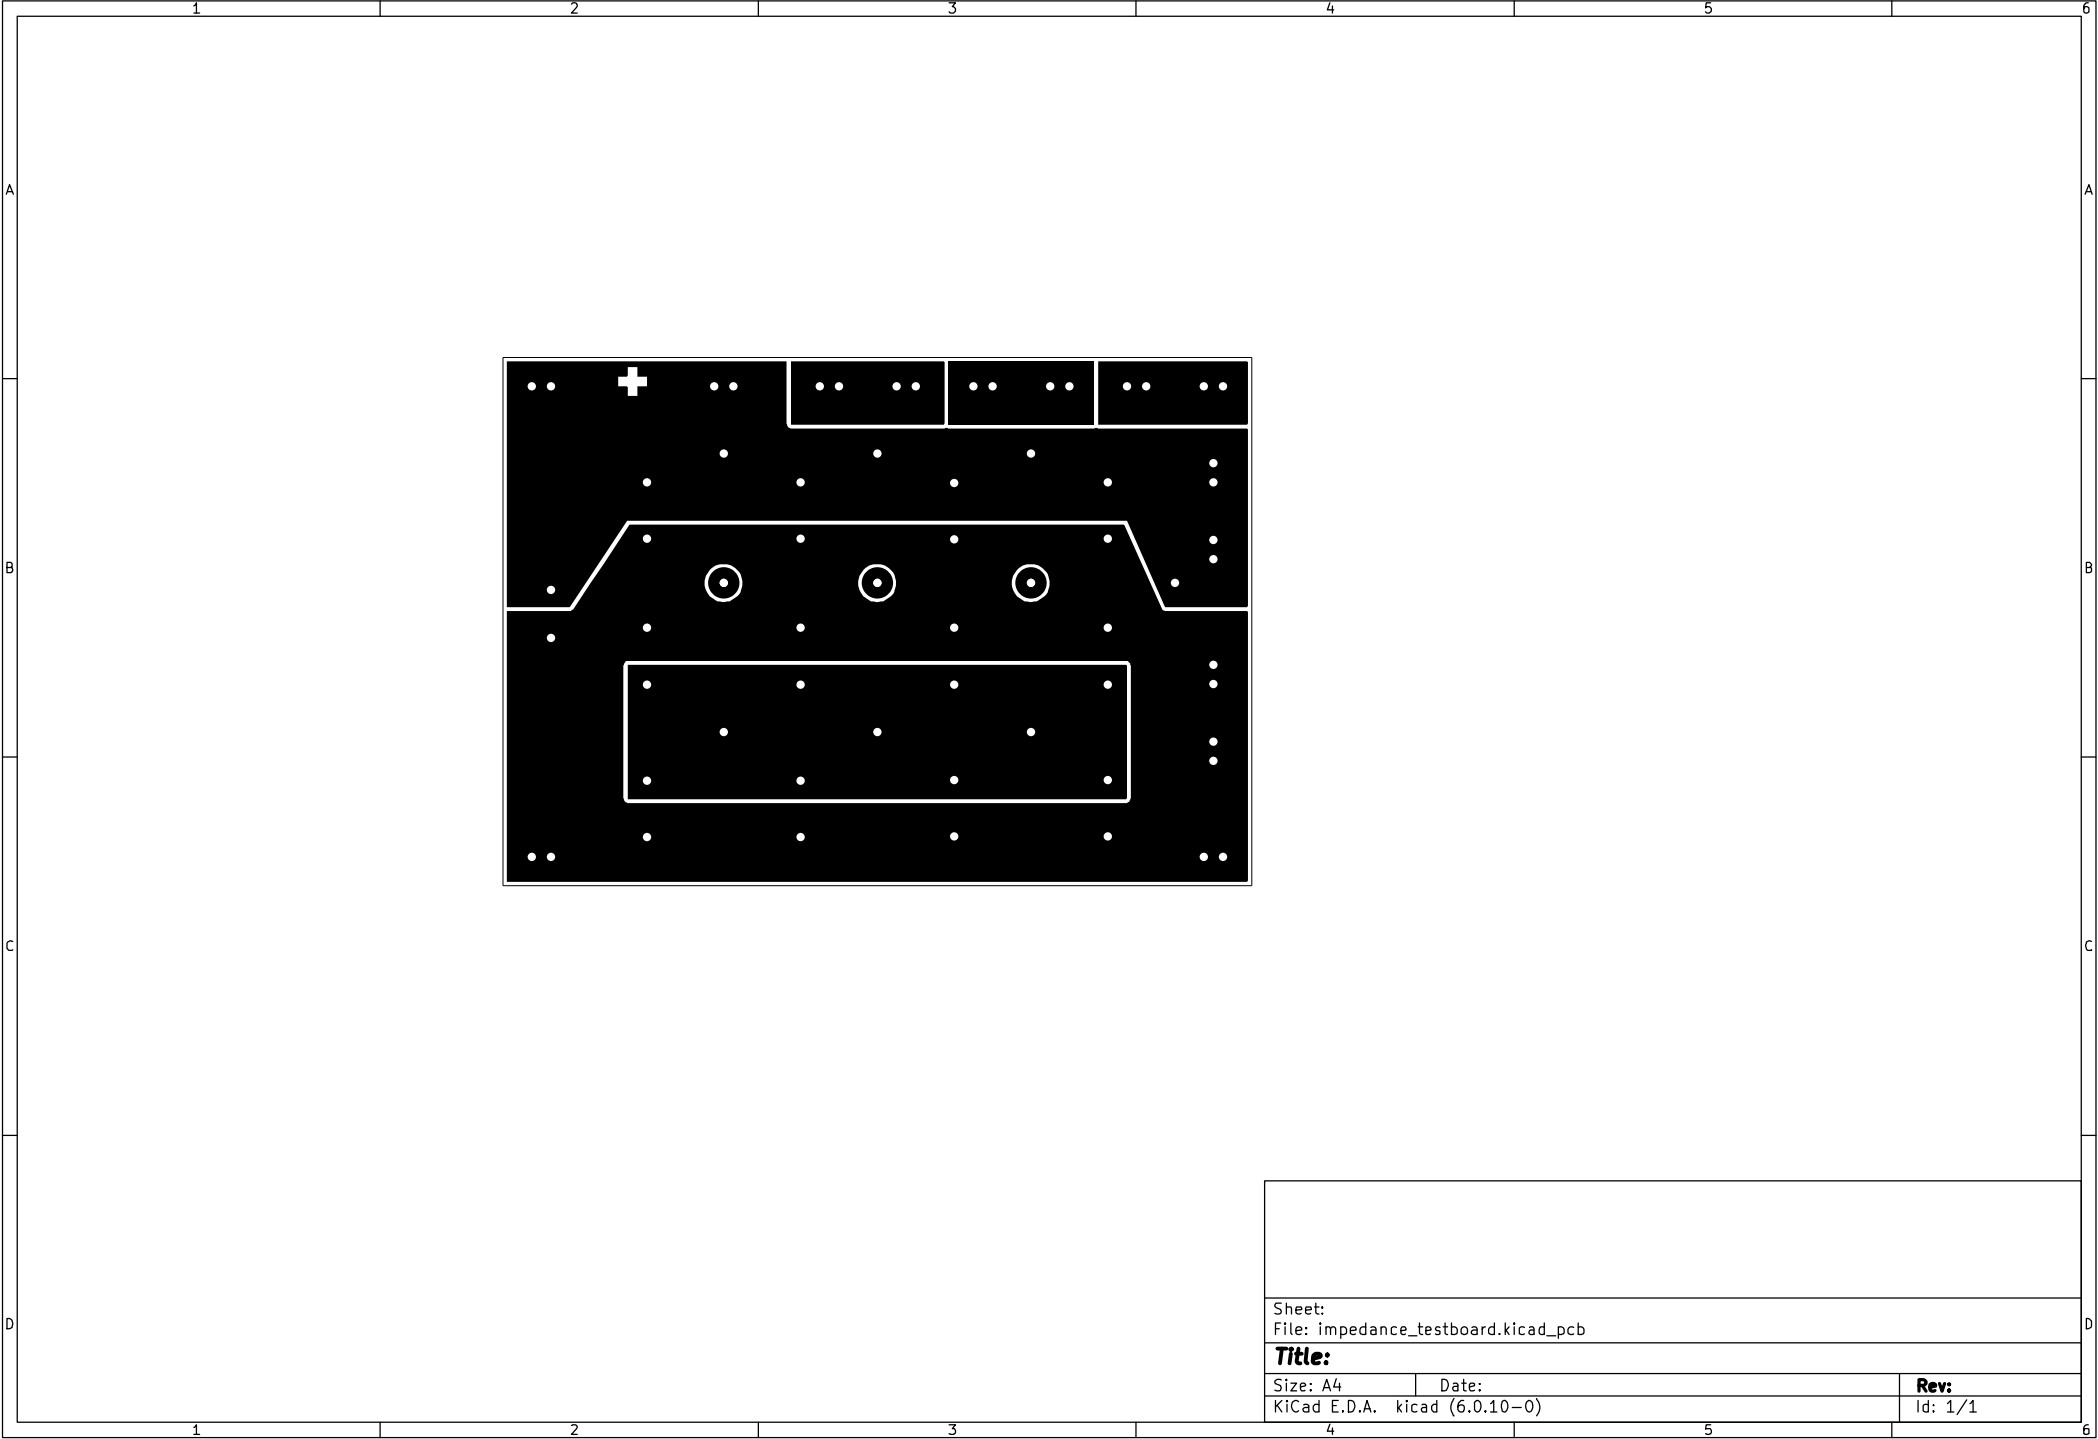 1 2 3 4 5 6
A A
B B
C C
Sheet:
File: impedance_testboard.kicad_pcb
D D
Title:
Size: A4 Date: Rev:
KiCad E.D.A. kicad (6.0.10-0) Id: 1/1
1 2 3 4 5 6